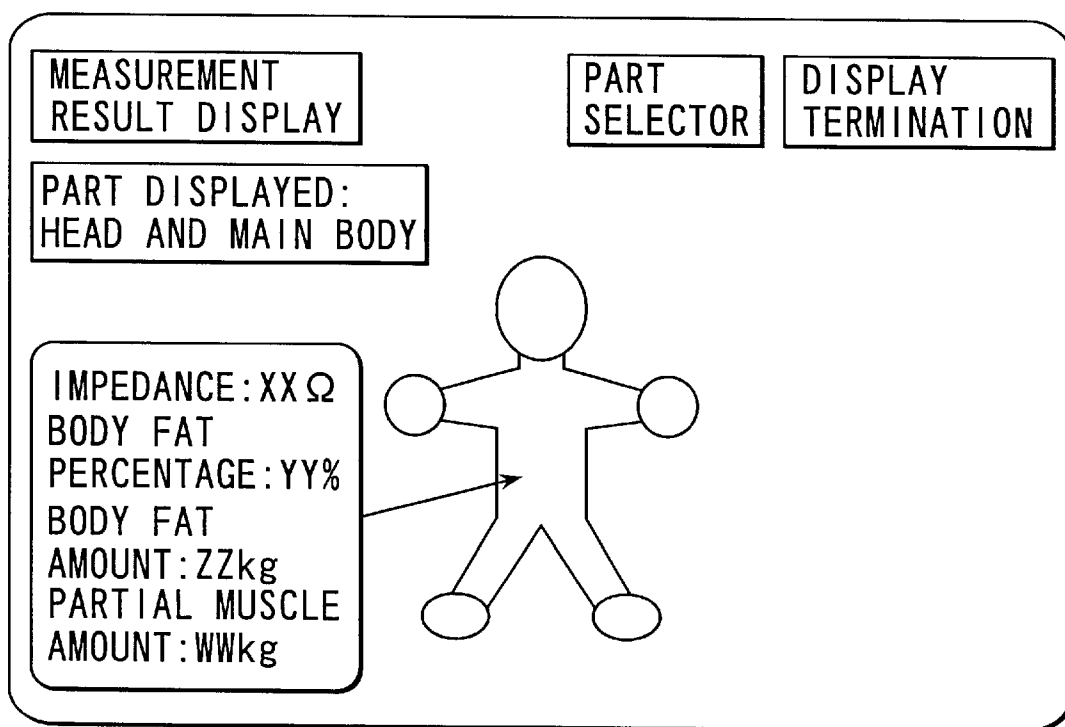 MEASUREMENT
RESULT DISPLAY
PART
SELECTOR
DISPLAY
TERMINATION
PART DISPLAYED:
HEAD AND MAIN BODY
IMPEDANCE:XXΩ
BODY FAT
PERCENTAGE:YY%
BODY FAT
AMOUNT:ZZkg
PARTIAL MUSCLE
AMOUNT:WWkg